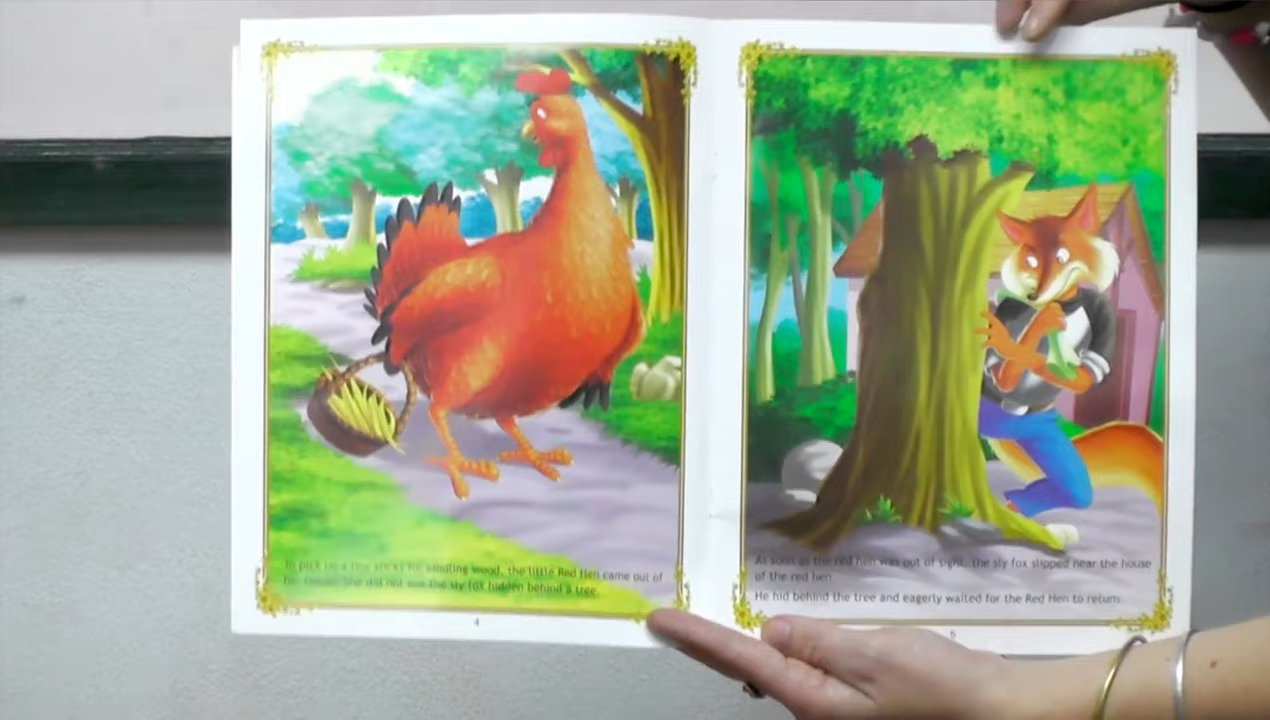 To pick up a few sticks for kindling wood, the little Red Hen came out of
her house. She did not see the sly fox hidden behind a tree.
4
As soon as the red hen was out of sight, the sly fox slipped near the house
of the red hen.
He hid behind the tree and eagerly waited for the Red Hen to return.